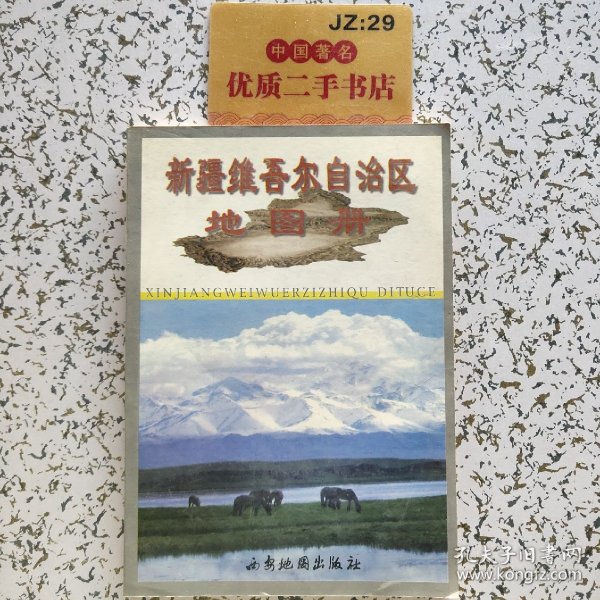 JZ:29
中国著名
优质二手书店
新疆维吾尔自治区
地图册
XINJIANGWEIWUERZIZHIQU DITUCE
西安地图出版社
孔夫子旧书网
www.kongfz.com